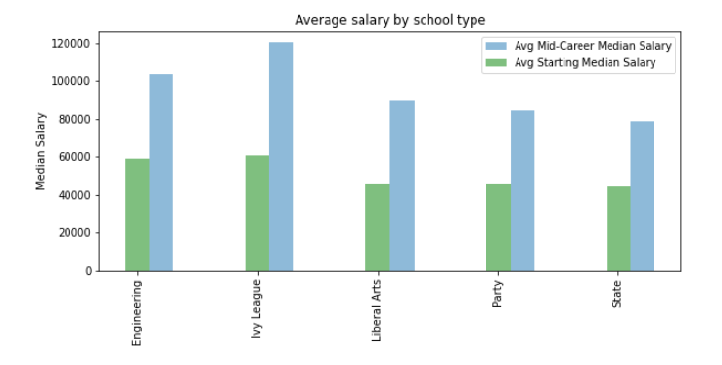 Average salary by school type
Avg Mid-Career Median Salary
Avg Starting Median Salary
Median Salary
120000
100000
80000
60000
40000
20000
0
Engineering
Ivy League
Liberal Arts
Party
State